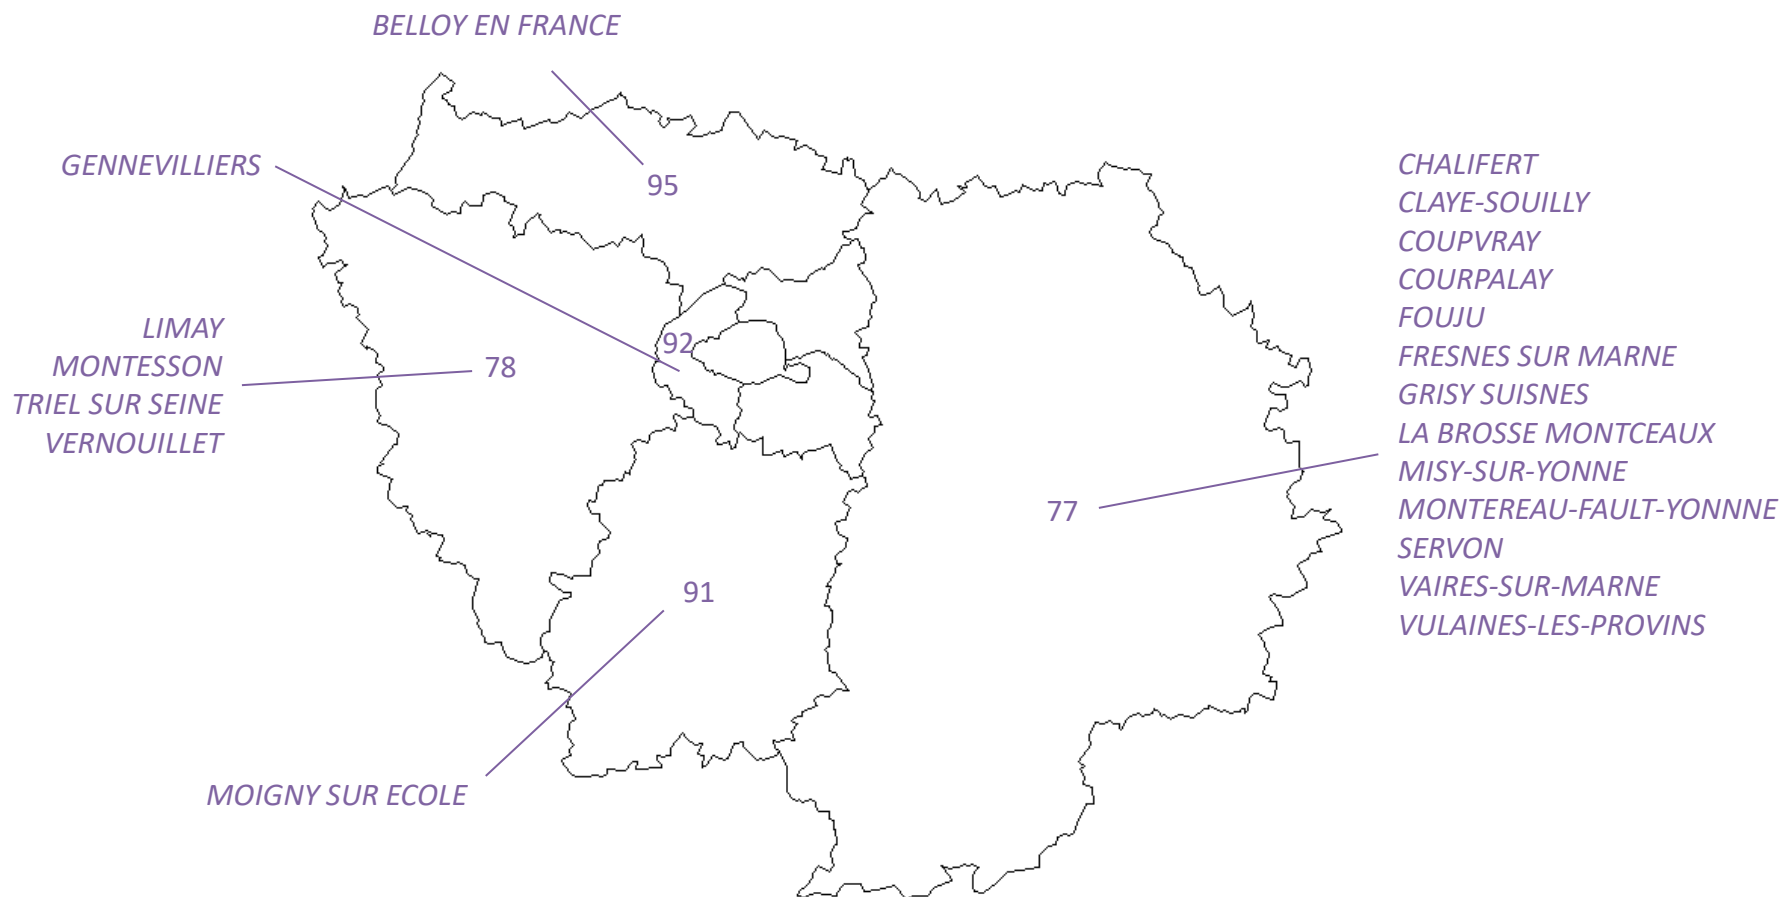 BELLOY EN FRANCE
GENNEVILLIERS
95
92
LIMAY
MONTESSON
TRIEL SUR SEINE
VERNOUILLET
78
CHALIFERT
CLAYE-SOUILLY
COUPVRAY
COURPALAY
FOUJU
FRESNES SUR MARNE
GRISY SUISNES
LA BROSSE MONTCEAUX
MISY-SUR-YONNE
MONTEREAU-FAULT-YONNNE
SERVON
VAIRES-SUR-MARNE
VULAINES-LES-PROVINS
77
91
MOIGNY SUR ECOLE